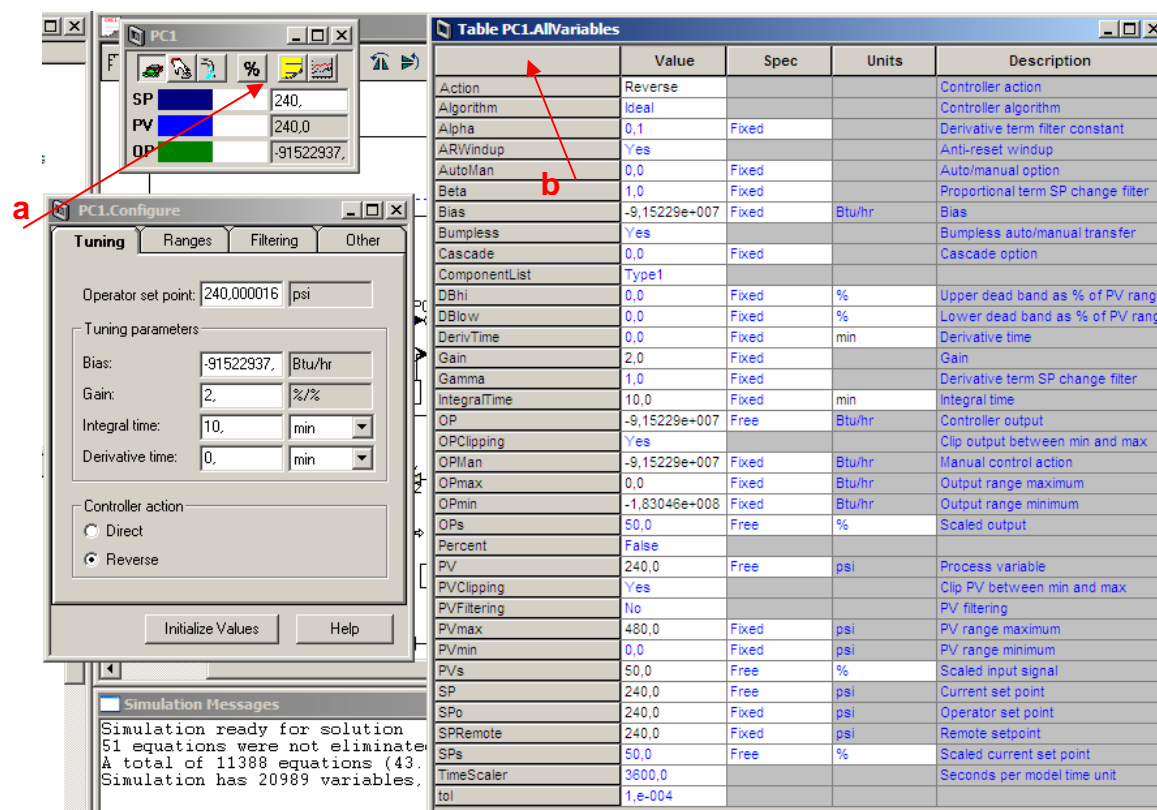 PC1
%
SP 240,
PV 240,0
OP -91522937,
a
b
PC1.Configure
Tuning Ranges Filtering Other
Operator set point: 240,000016 psi
Tuning parameters
Bias: -91522937, Btu/hr
Gain: 2, %/%
Integral time: 10, min
Derivative time: 0, min
Controller action
Direct
Reverse
Initialize Values Help
Simulation Messages
Simulation ready for solution
51 equations were not eliminate
A total of 11388 equations (43.
Simulation has 20989 variables,
Table PC1.AllVariables
Value Spec Units Description
Action Reverse Controller action
Algorithm Ideal Controller algorithm
Alpha 0,1 Fixed Derivative term filter constant
ARWindup Yes Anti-reset windup
AutoMan 0,0 Fixed Auto/manual option
Beta 1,0 Fixed Proportional term SP change filter
Bias -9,15229e+007 Fixed Btu/hr Bias
Bumpless Yes Bumpless auto/manual transfer
Cascade 0,0 Fixed Cascade option
ComponentList Type1
DBhi 0,0 Fixed % Upper dead band as % of PV rang
DBlow 0,0 Fixed % Lower dead band as % of PV rang
DerivTime 0,0 Fixed min Derivative time
Gain 2,0 Fixed Gain
Gamma 1,0 Fixed Derivative term SP change filter
IntegralTime 10,0 Fixed min Integral time
OP -9,15229e+007 Free Btu/hr Controller output
OPClipping Yes Clip output between min and max
OPMan -9,15229e+007 Fixed Btu/hr Manual control action
OPmax 0,0 Fixed Btu/hr Output range maximum
OPmin -1,83046e+008 Fixed Btu/hr Output range minimum
OPs 50,0 Free % Scaled output
Percent False
PV 240,0 Free psi Process variable
PVClipping Yes Clip PV between min and max
PVFiltering No PV filtering
PVmax 480,0 Fixed psi PV range maximum
PVmin 0,0 Fixed psi PV range minimum
PVs 50,0 Free % Scaled input signal
SP 240,0 Free psi Current set point
SPo 240,0 Fixed psi Operator set point
SPRemote 240,0 Fixed psi Remote setpoint
SPs 50,0 Free % Scaled current set point
TimeScaler 3600,0 Seconds per model time unit
tol 1,e-004